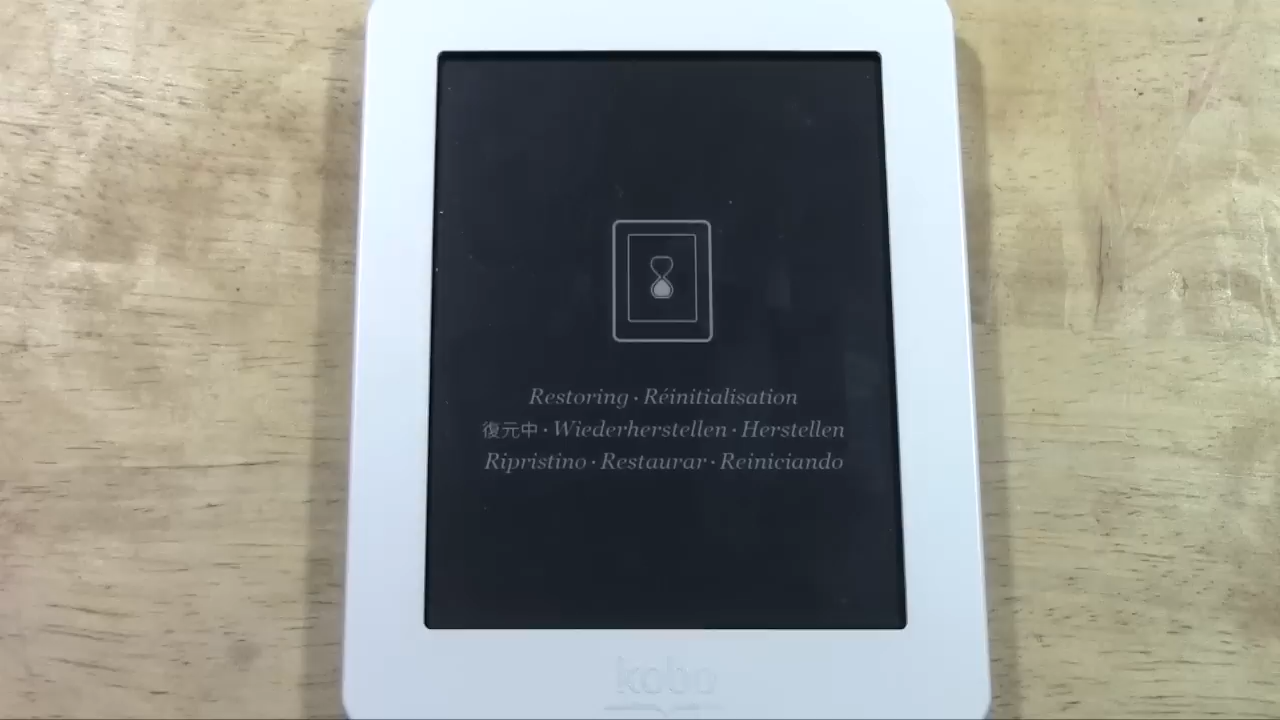 Restoring · Réinitialisation
復元中 · Wiederherstellen · Herstellen
Ripristino · Restaurar · Reiniciando
kobo